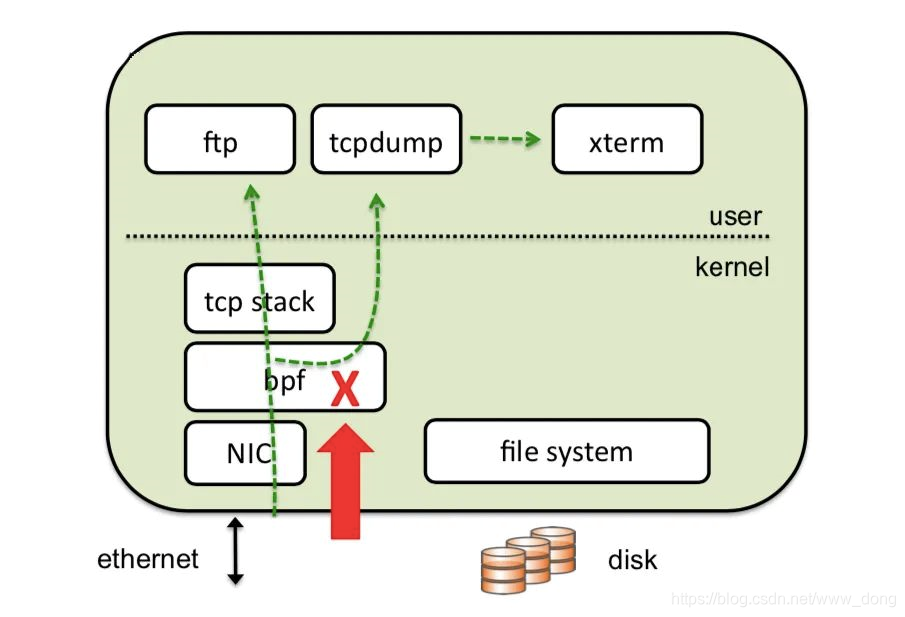 ftp
tcpdump
xterm
user
kernel
tcp stack
bpf
X
NIC
file system
ethernet
disk
https://blog.csdn.net/www_dong